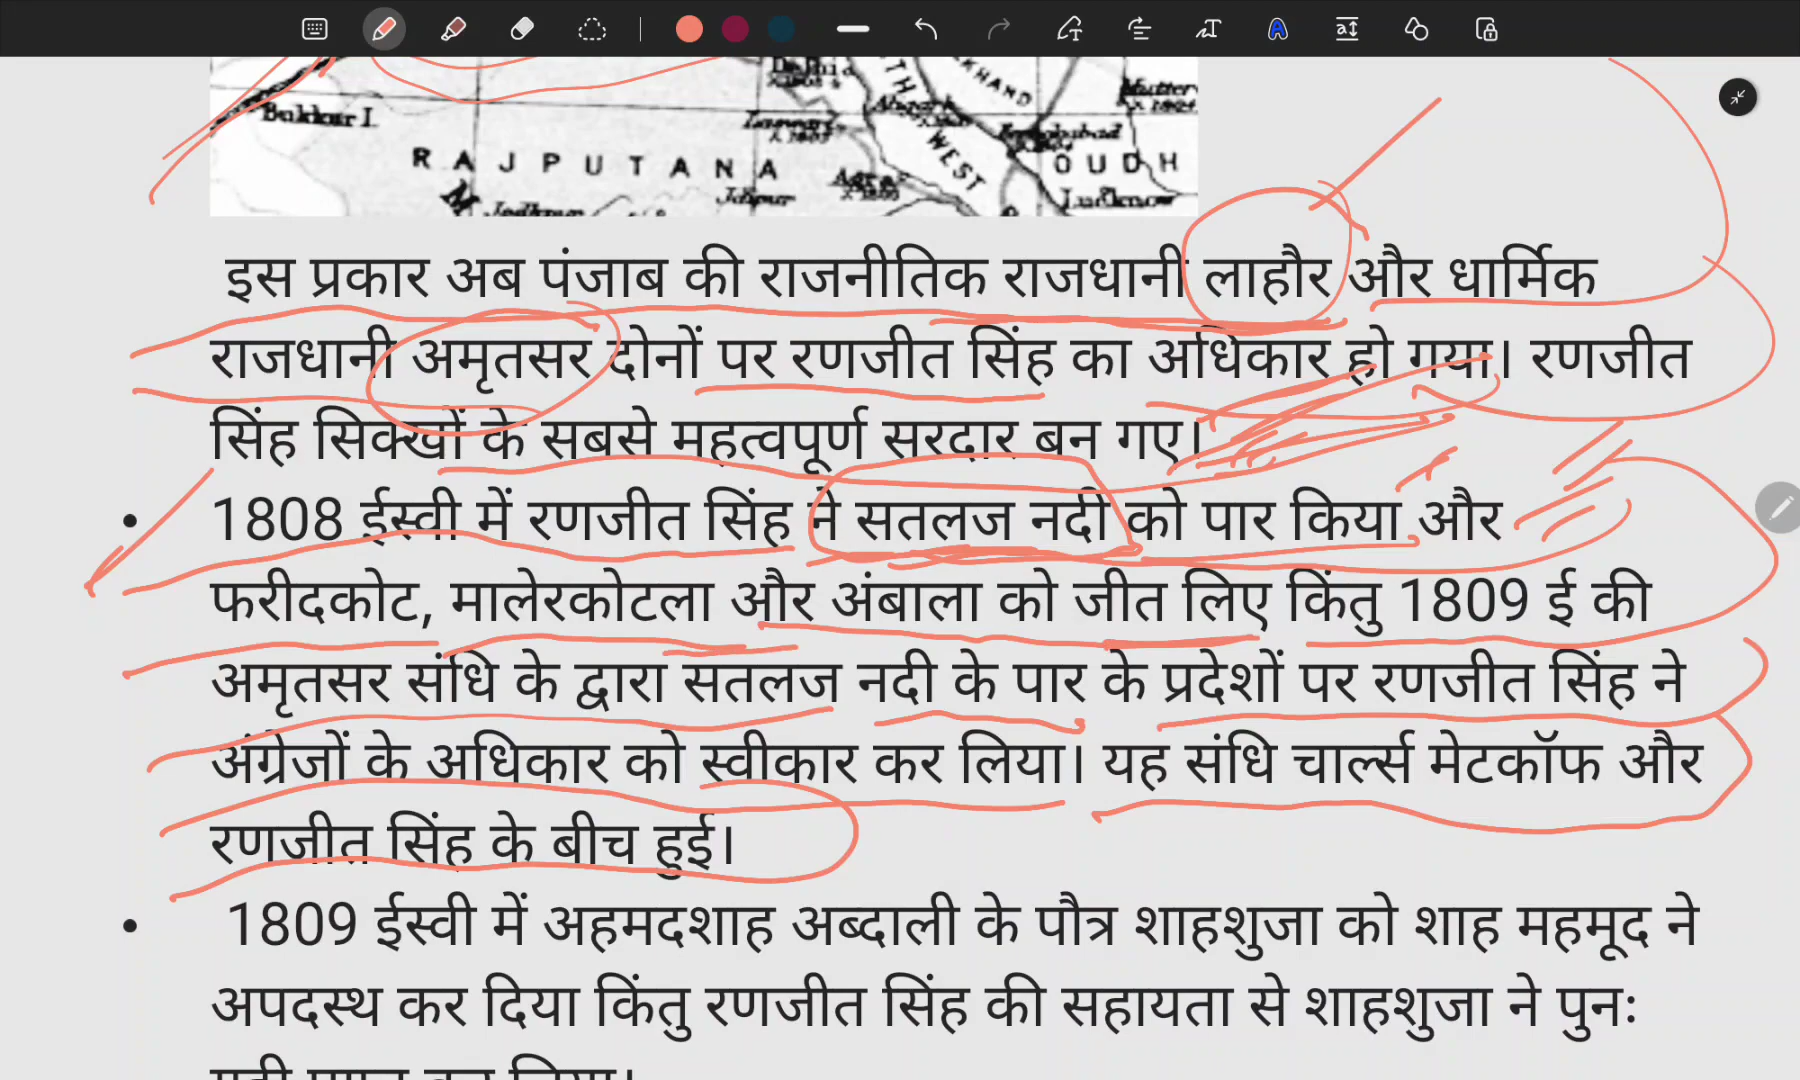 Bukkur I.
RAJPUTANA
WEST
OUDH
Lucknow
इस प्रकार अब पंजाब की राजनीतिक राजधानी लाहौर और धार्मिक
राजधानी अमृतसर दोनों पर रणजीत सिंह का अधिकार हो गया। रणजीत
सिंह सिक्खों के सबसे महत्वपूर्ण सरदार बन गए।
• 1808 ईस्वी में रणजीत सिंह ने सतलज नदी को पार किया और
फरीदकोट, मालेरकोटला और अंबाला को जीत लिए किंतु 1809 ई की
अमृतसर संधि के द्वारा सतलज नदी के पार के प्रदेशों पर रणजीत सिंह ने
अंग्रेजों के अधिकार को स्वीकार कर लिया। यह संधि चार्ल्स मेटकॉफ और
रणजीत सिंह के बीच हुई।
• 1809 ईस्वी में अहमदशाह अब्दाली के पौत्र शाहशुजा को शाह महमूद ने
अपदस्थ कर दिया किंतु रणजीत सिंह की सहायता से शाहशुजा ने पुनः